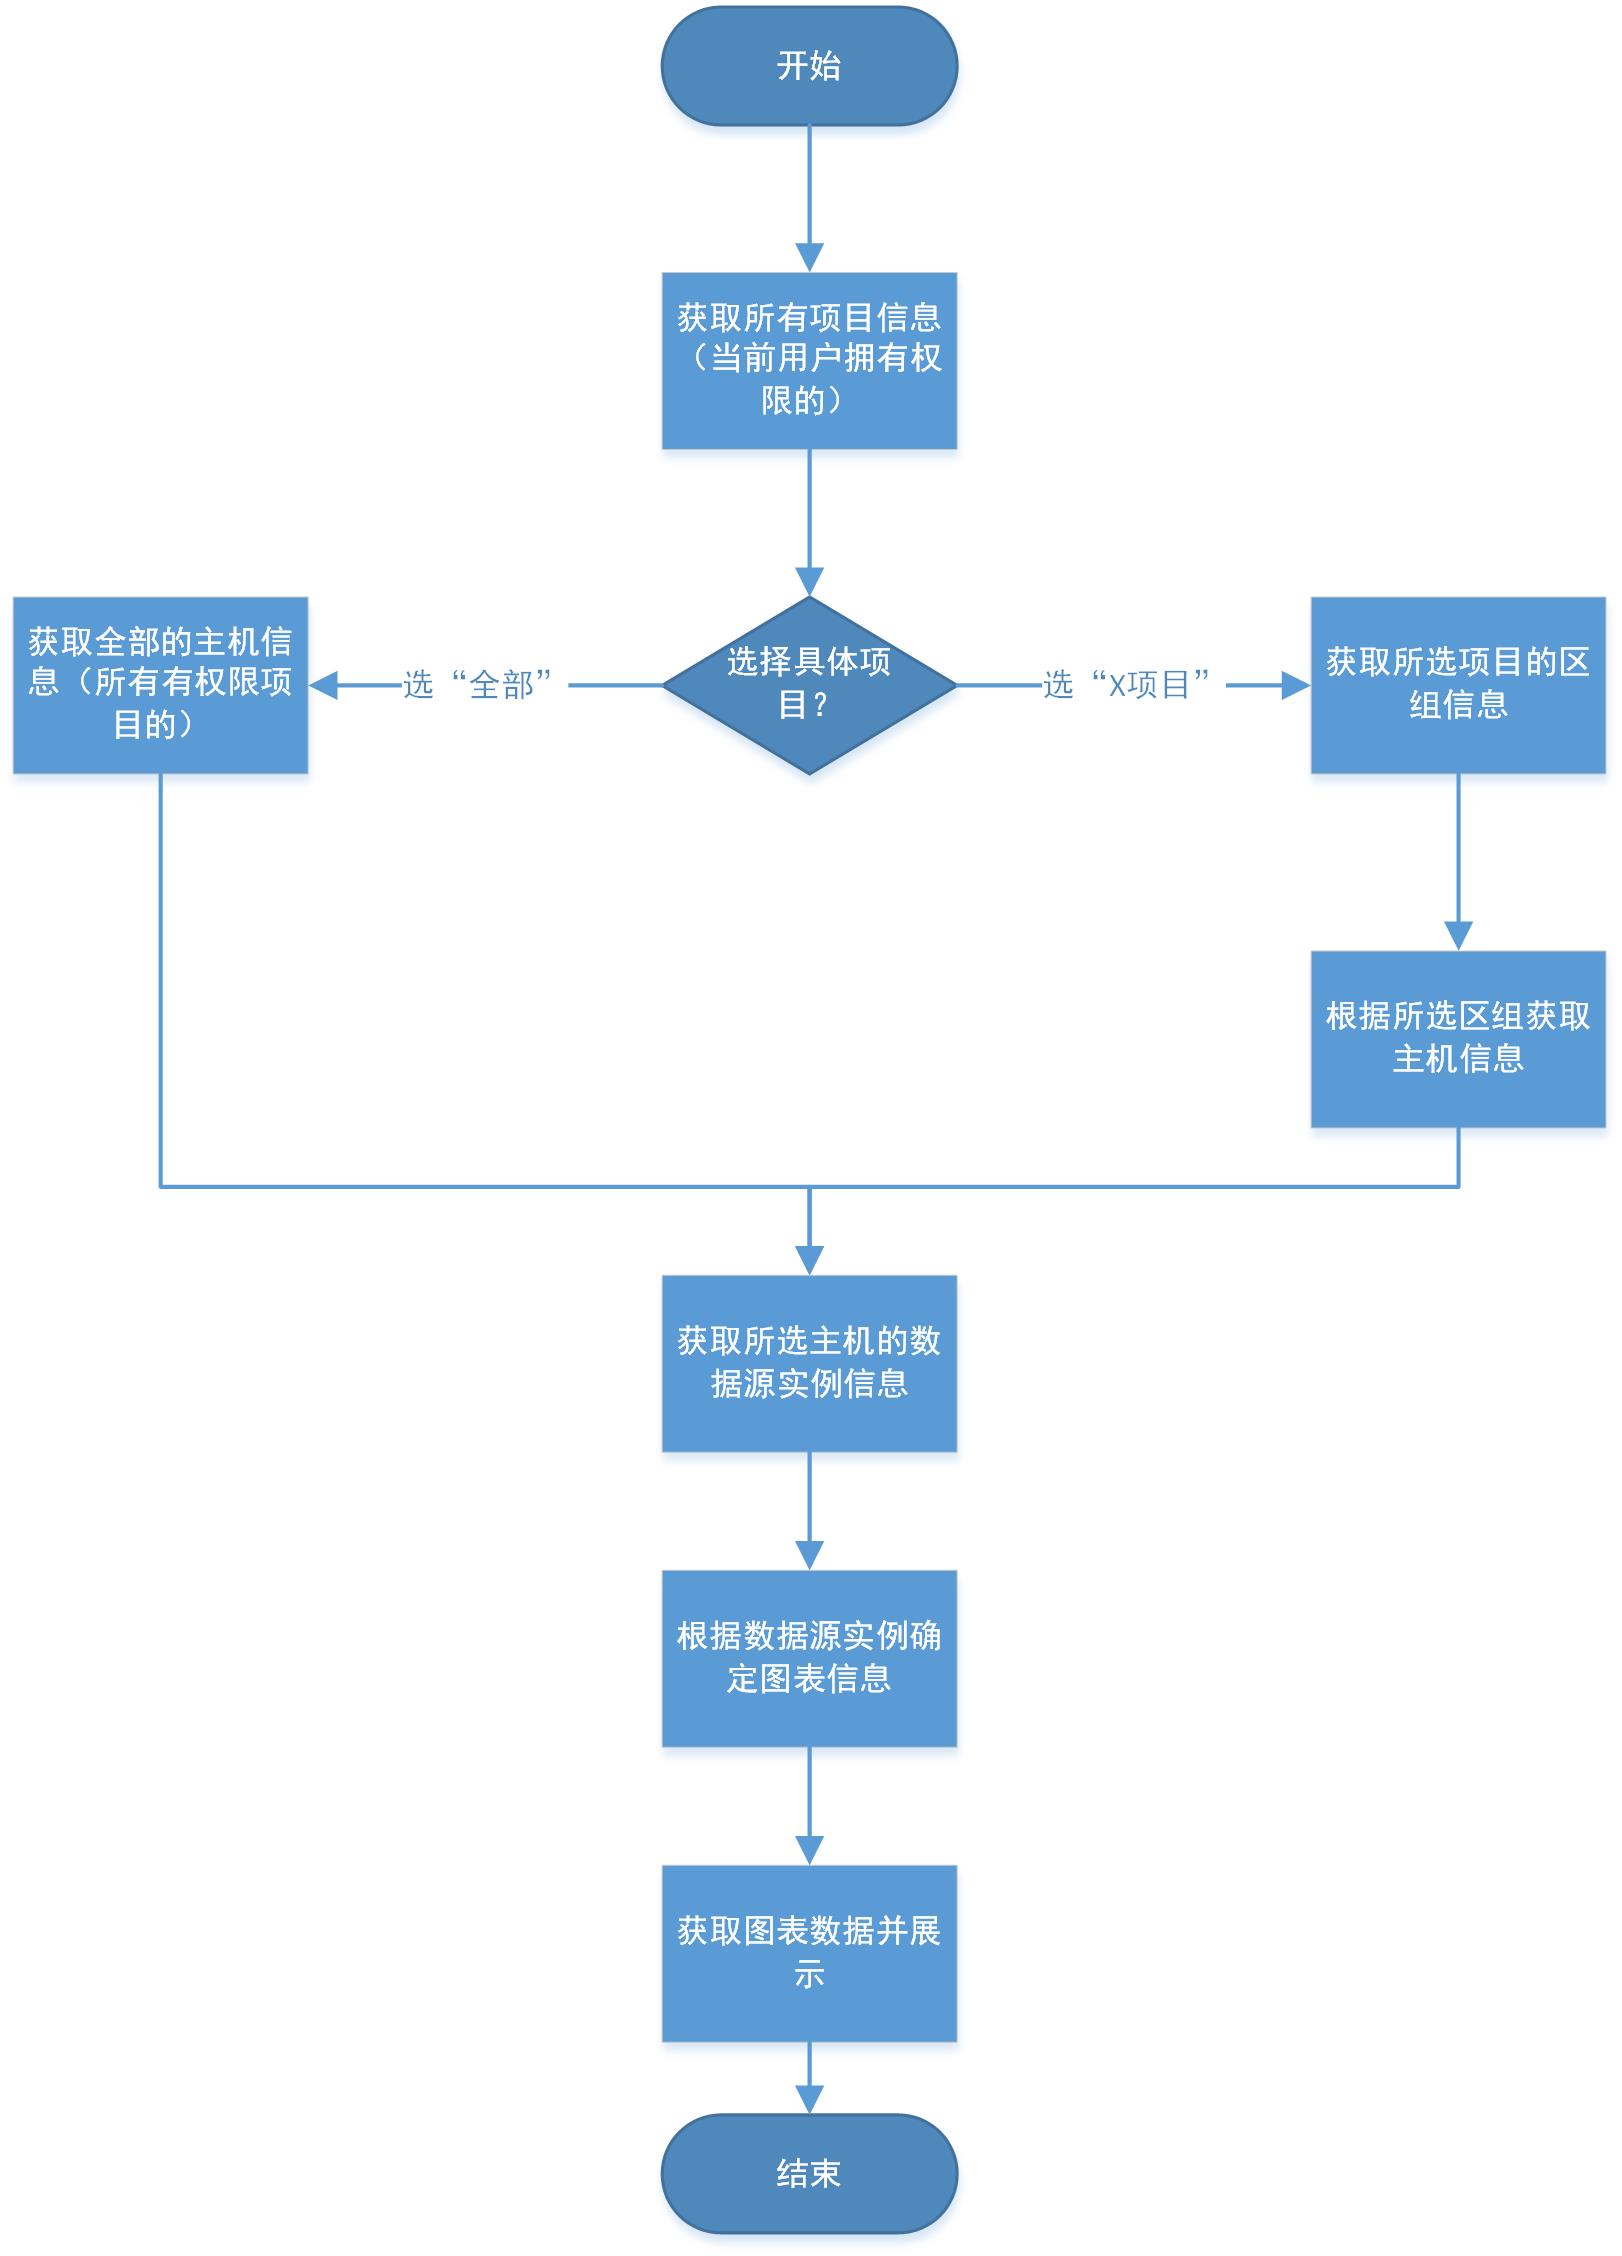 开始
获取所有项目信息
（当前用户拥有权
限的）
获取全部的主机信
息（所有有权限项
目的）
选“全部”
选择具体项
目？
选“X项目”
获取所选项目的区
组信息
根据所选区组获取
主机信息
获取所选主机的数
据源实例信息
根据数据源实例确
定图表信息
获取图表数据并展
示
结束